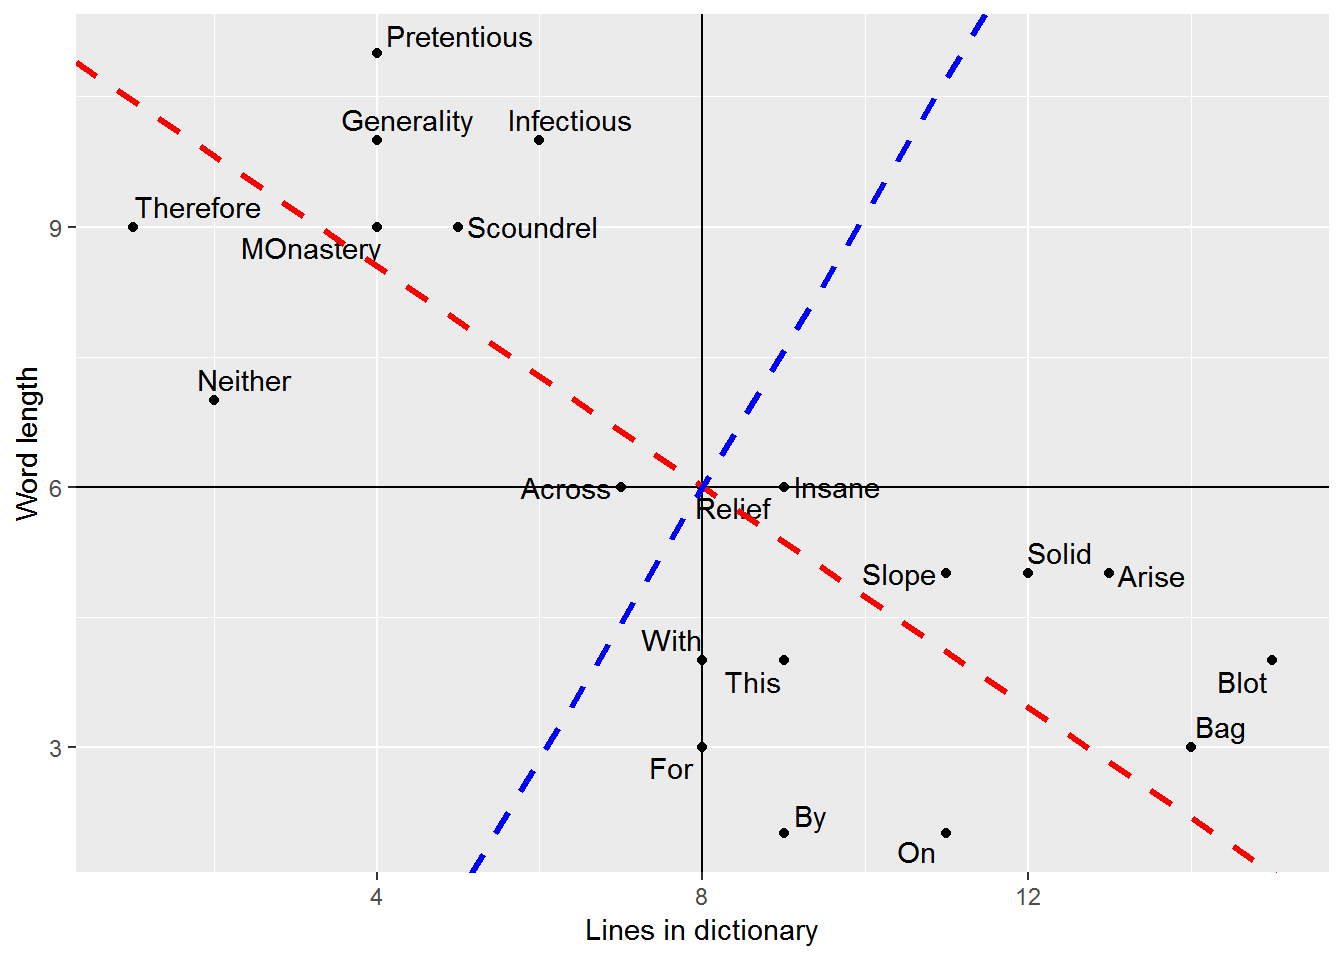 Pretentious
Generality
Infectious
Therefore
Scoundrel
MOnastery
Neither
Across
Insane
Relief
Solid
Slope
Arise
With
This
Blot
Bag
For
By
On
9
6
3
4
8
12
Word length
Lines in dictionary